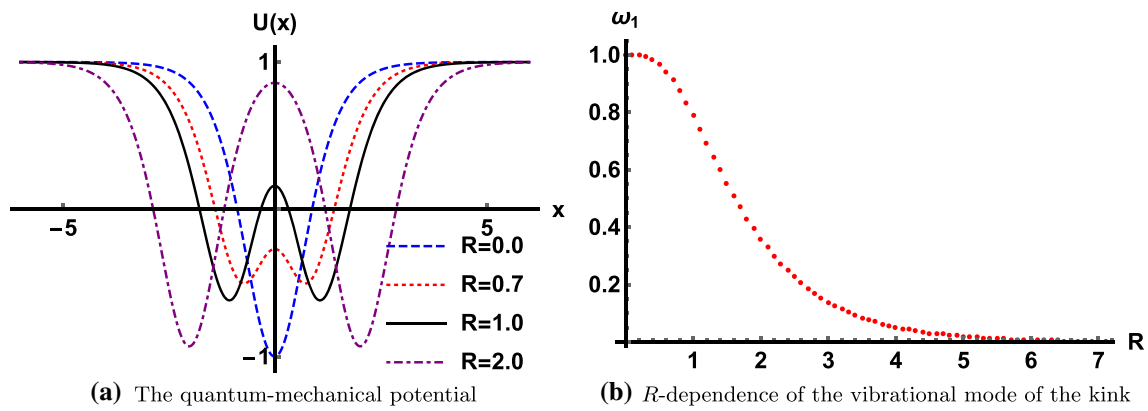 U(x)
1
−5
5
x
−1
R=0.0
R=0.7
R=1.0
R=2.0
(a) The quantum-mechanical potential
ω₁
1.0
0.8
0.6
0.4
0.2
1 2 3 4 5 6 7 R
(b) R-dependence of the vibrational mode of the kink